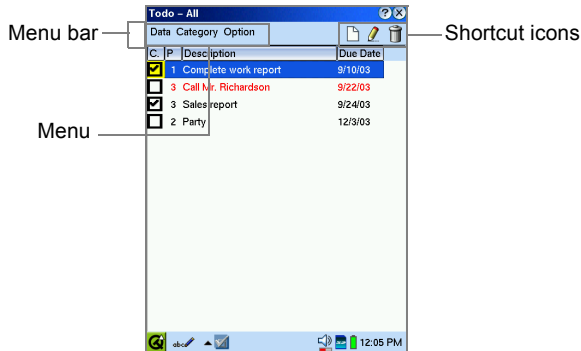 Todo – All
Menu bar
Data Category Option
Shortcut icons
C. P Description Due Date
1 Complete work report 9/10/03
3 Call Mr. Richardson 9/22/03
3 Sales report 9/24/03
Menu
2 Party 12/3/03
abc 12:05 PM